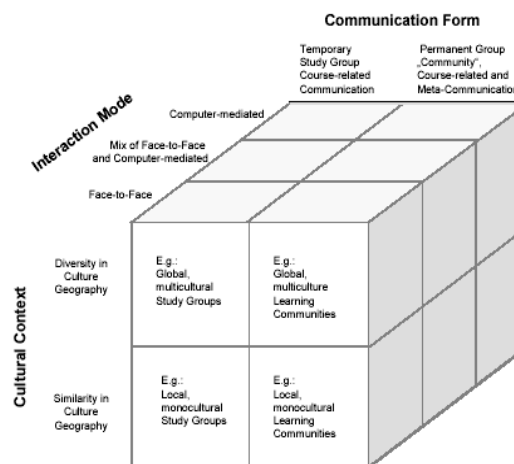 Communication Form
Temporary
Study Group
Course-related
Communication
Permanent Group
„Community“,
Course-related and
Meta-Communication
Interaction Mode
Computer-mediated
Mix of Face-to-Face
and Computer-mediated
Face-to-Face
Cultural Context
Diversity in
Culture
Geography
E.g.:
Global,
multicultural
Study Groups
E.g.:
Global,
multiculture
Learning
Communities
Similarity in
Culture
Geography
E.g.:
Local,
monocultural
Study Groups
E.g.:
Local,
monocultural
Learning
Communities